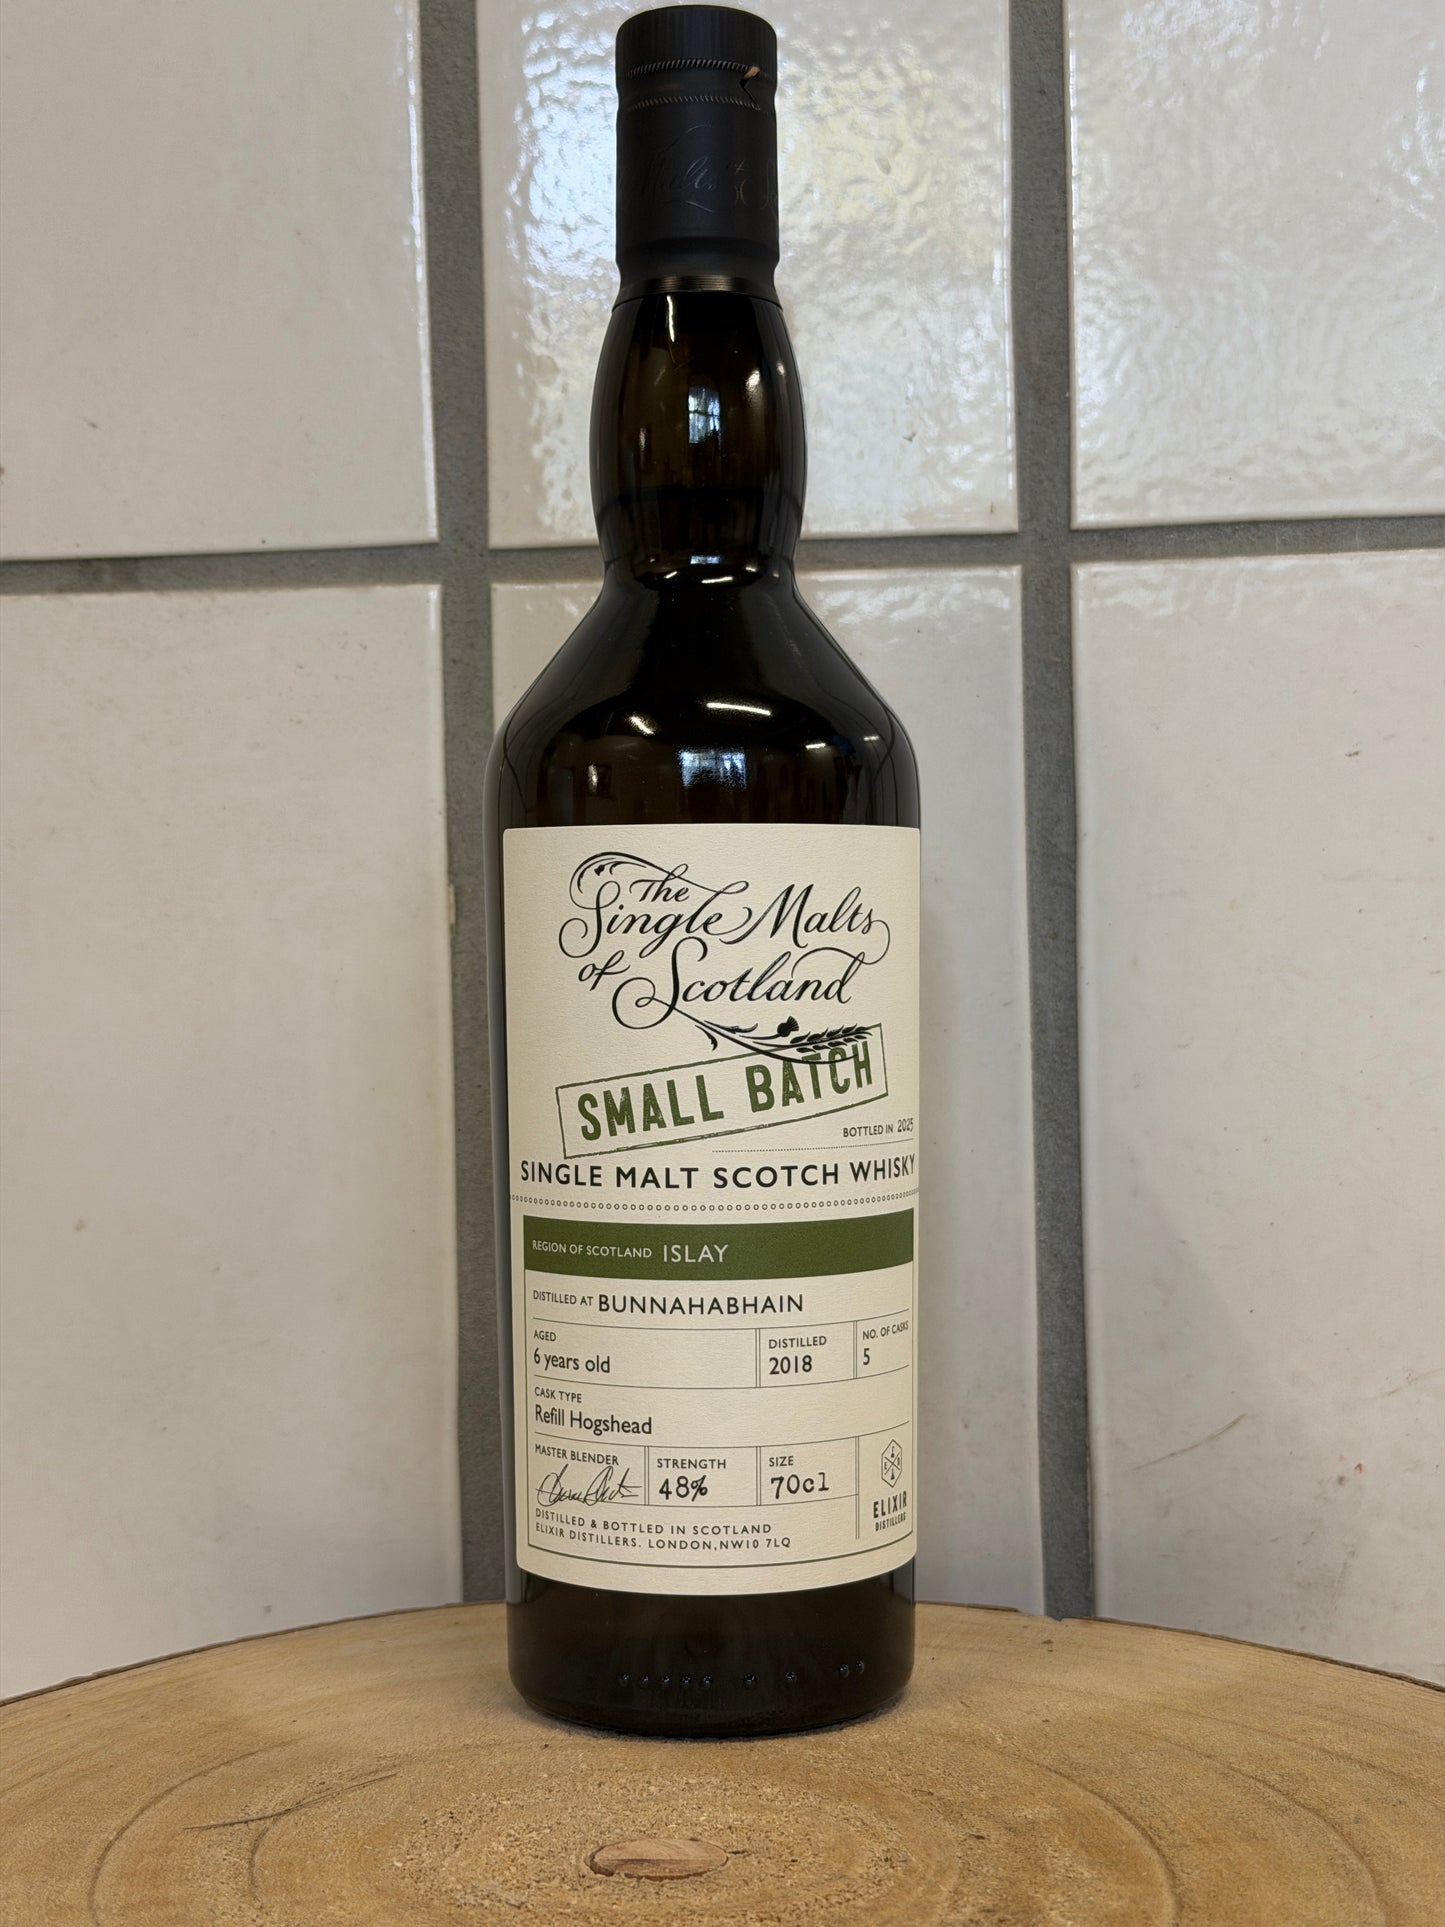 The
Single Malts
of Scotland
SMALL BATCH
BOTTLED IN 2025
SINGLE MALT SCOTCH WHISKY
REGION OF SCOTLAND ISLAY
DISTILLED AT BUNNAHABHAIN
AGED DISTILLED NO. OF CASKS
6 years old 2018 5
CASK TYPE
Refill Hogshead
MASTER BLENDER STRENGTH SIZE
48% 70cl
ELIXIR
DISTILLERS
DISTILLED & BOTTLED IN SCOTLAND
ELIXIR DISTILLERS. LONDON, NW10 7LQ